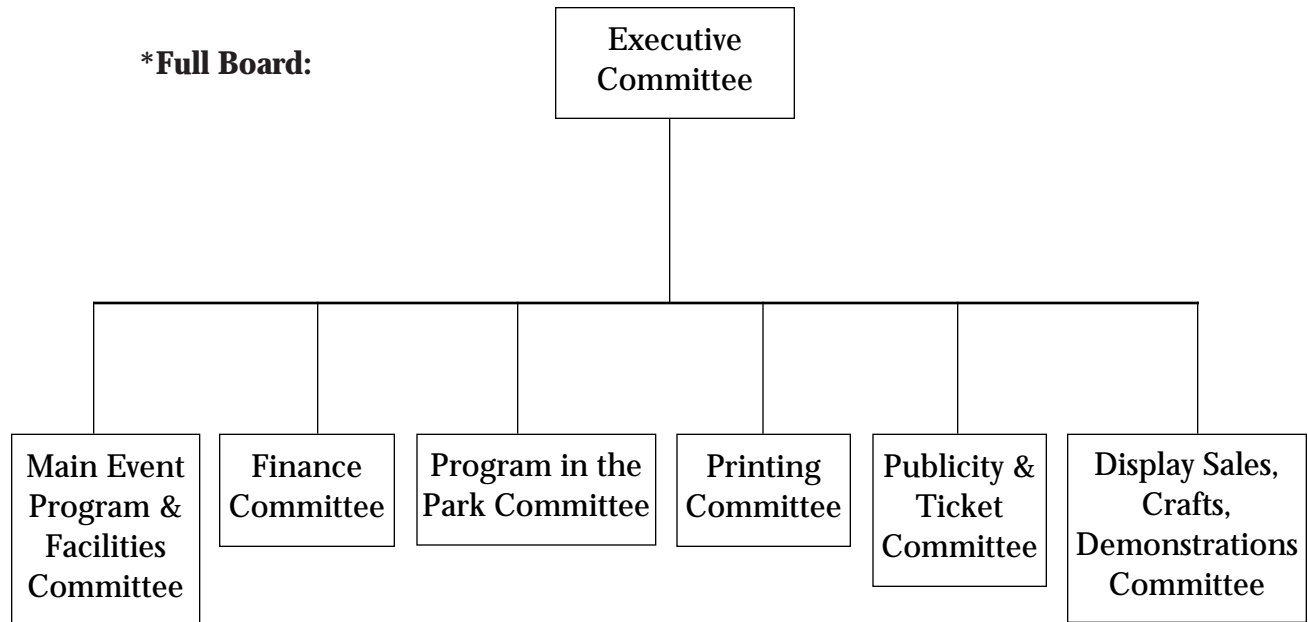 *Full Board:
Executive
Committee
Main Event
Program &
Facilities
Committee
Finance
Committee
Program in the
Park Committee
Printing
Committee
Publicity &
Ticket
Committee
Display Sales,
Crafts,
Demonstrations
Committee